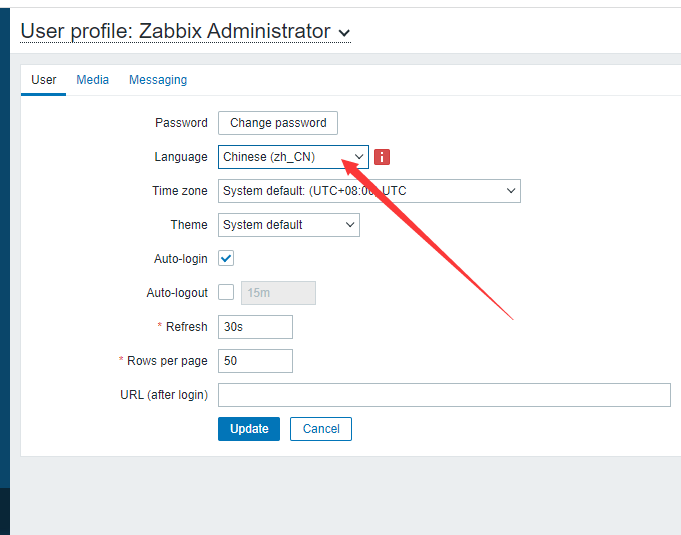 User profile: Zabbix Administrator
User Media Messaging
Password Change password
Language Chinese (zh_CN)
Time zone System default: (UTC+08:00) UTC
Theme System default
Auto-login
Auto-logout 15m
* Refresh 30s
* Rows per page 50
URL (after login)
Update Cancel